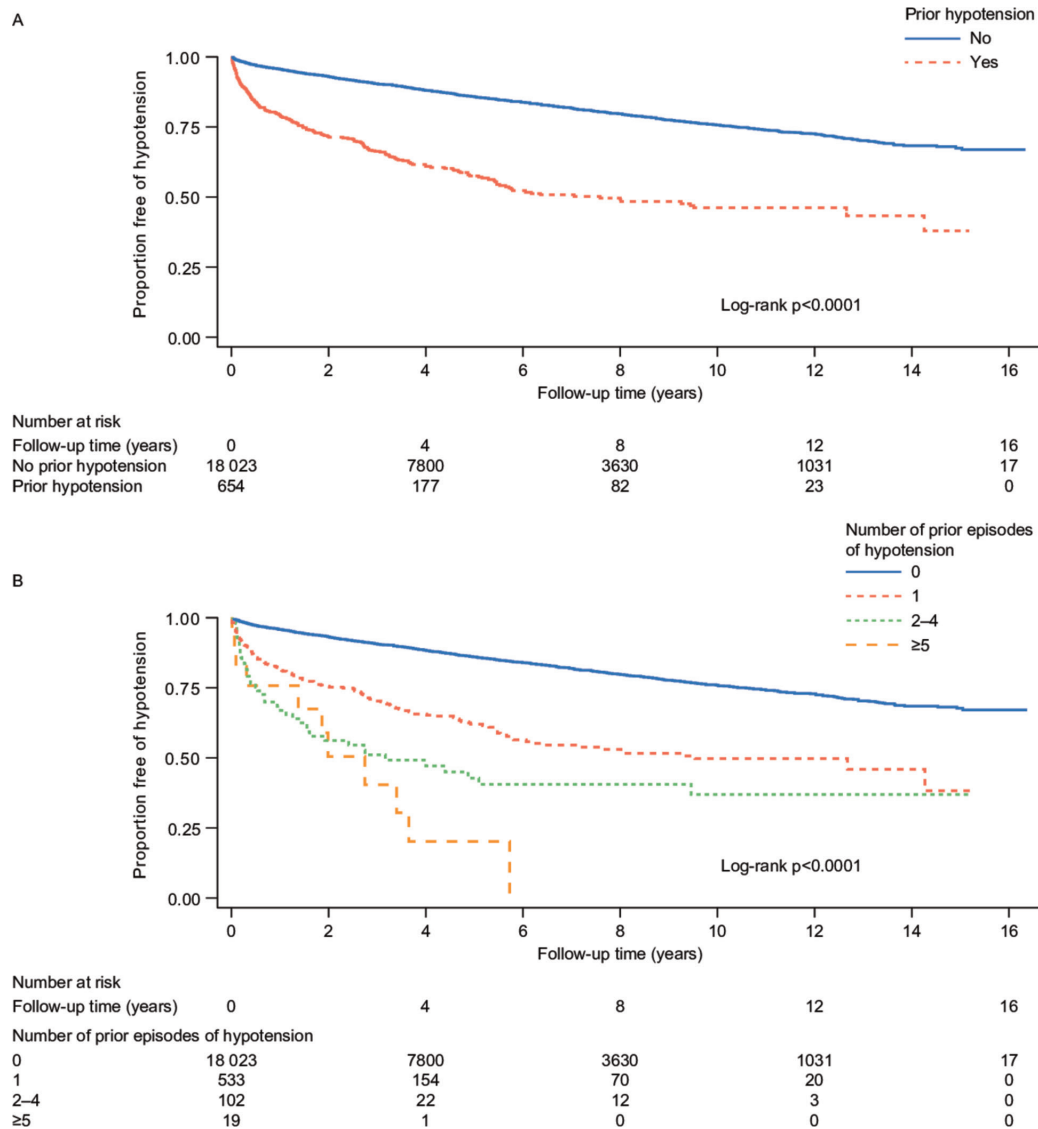 A
Prior hypotension
No
Yes
1.00
0.75
0.50
0.25
0.00
Proportion free of hypotension
Log-rank p<0.0001
0 2 4 6 8 10 12 14 16
Follow-up time (years)
Number at risk
Follow-up time (years) 0 4 8 12 16
No prior hypotension 18 023 7800 3630 1031 17
Prior hypotension 654 177 82 23 0
B
Number of prior episodes
of hypotension
0
1
2–4
≥5
1.00
0.75
0.50
0.25
0.00
Proportion free of hypotension
Log-rank p<0.0001
0 2 4 6 8 10 12 14 16
Follow-up time (years)
Number at risk
Follow-up time (years) 0 4 8 12 16
Number of prior episodes of hypotension
0 18 023 7800 3630 1031 17
1 533 154 70 20 0
2–4 102 22 12 3 0
≥5 19 1 0 0 0